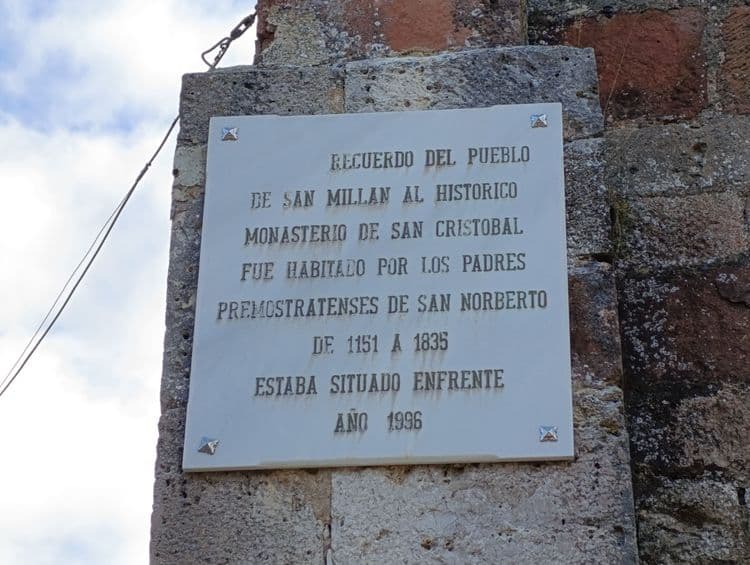 RECUERDO DEL PUEBLO
DE SAN MILLAN AL HISTORICO
MONASTERIO DE SAN CRISTOBAL
FUE HABITADO POR LOS PADRES
PREMOSTRATENSES DE SAN NORBERTO
DE 1151 A 1835
ESTABA SITUADO ENFRENTE
AÑO 1996